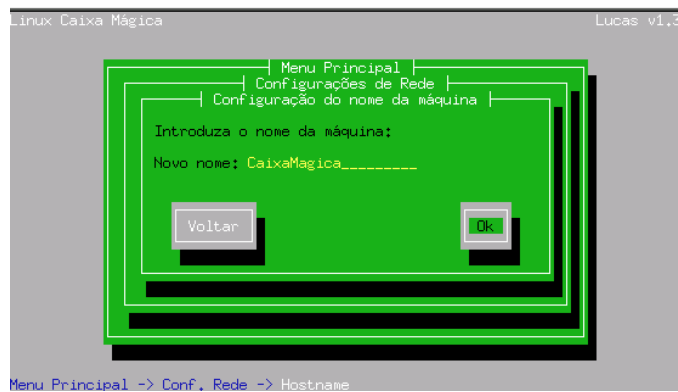 Linux Caixa Mágica Lucas v1.3
Menu Principal
Configurações de Rede
Configuração do nome da máquina
Introduza o nome da máquina:
Novo nome: CaixaMagica_________
Voltar Ok
Menu Principal -> Conf. Rede -> Hostname